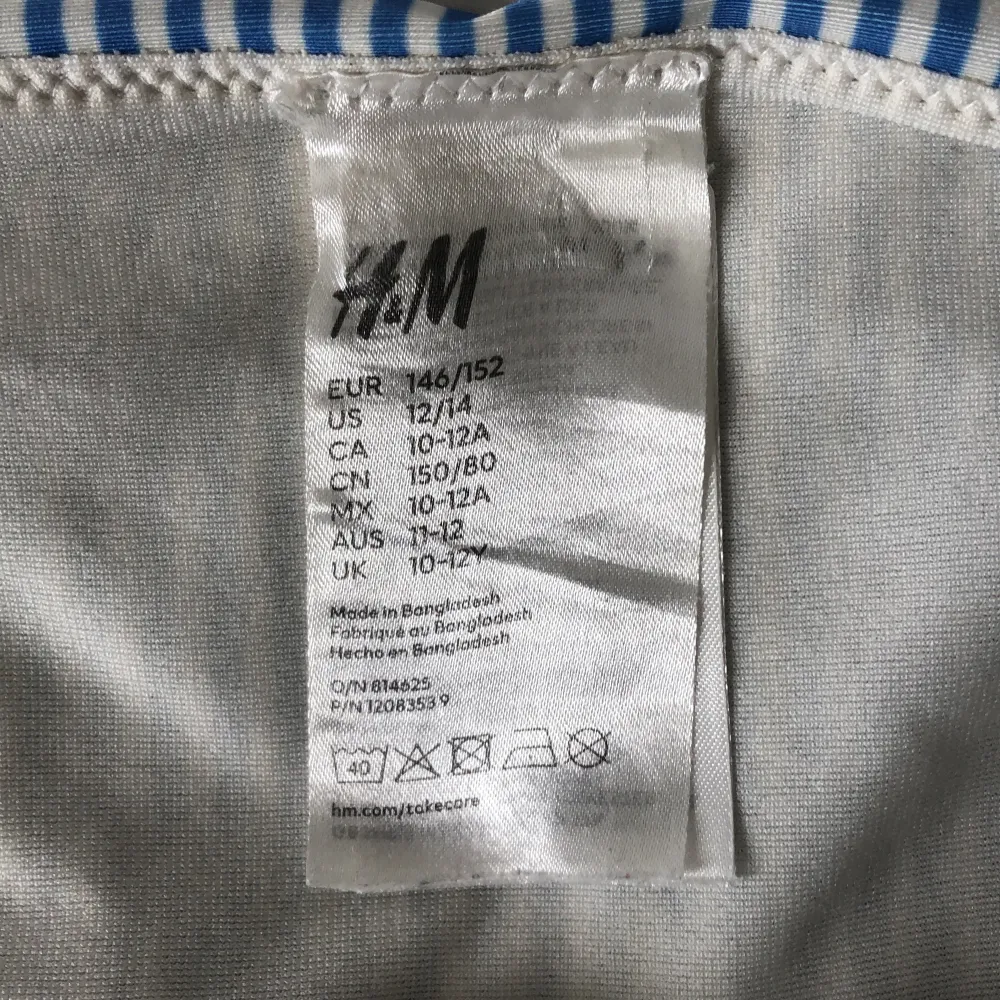 H&M
EUR 146/152
US 12/14
CA 10-12A
CN 150/80
MX 10-12A
AUS 11-12
UK 10-12Y
Made in Bangladesh
Fabriqué au Bangladesh
Hecho en Bangladesh
O/N 814625
P/N 1208353 9
40
hm.com/takecare